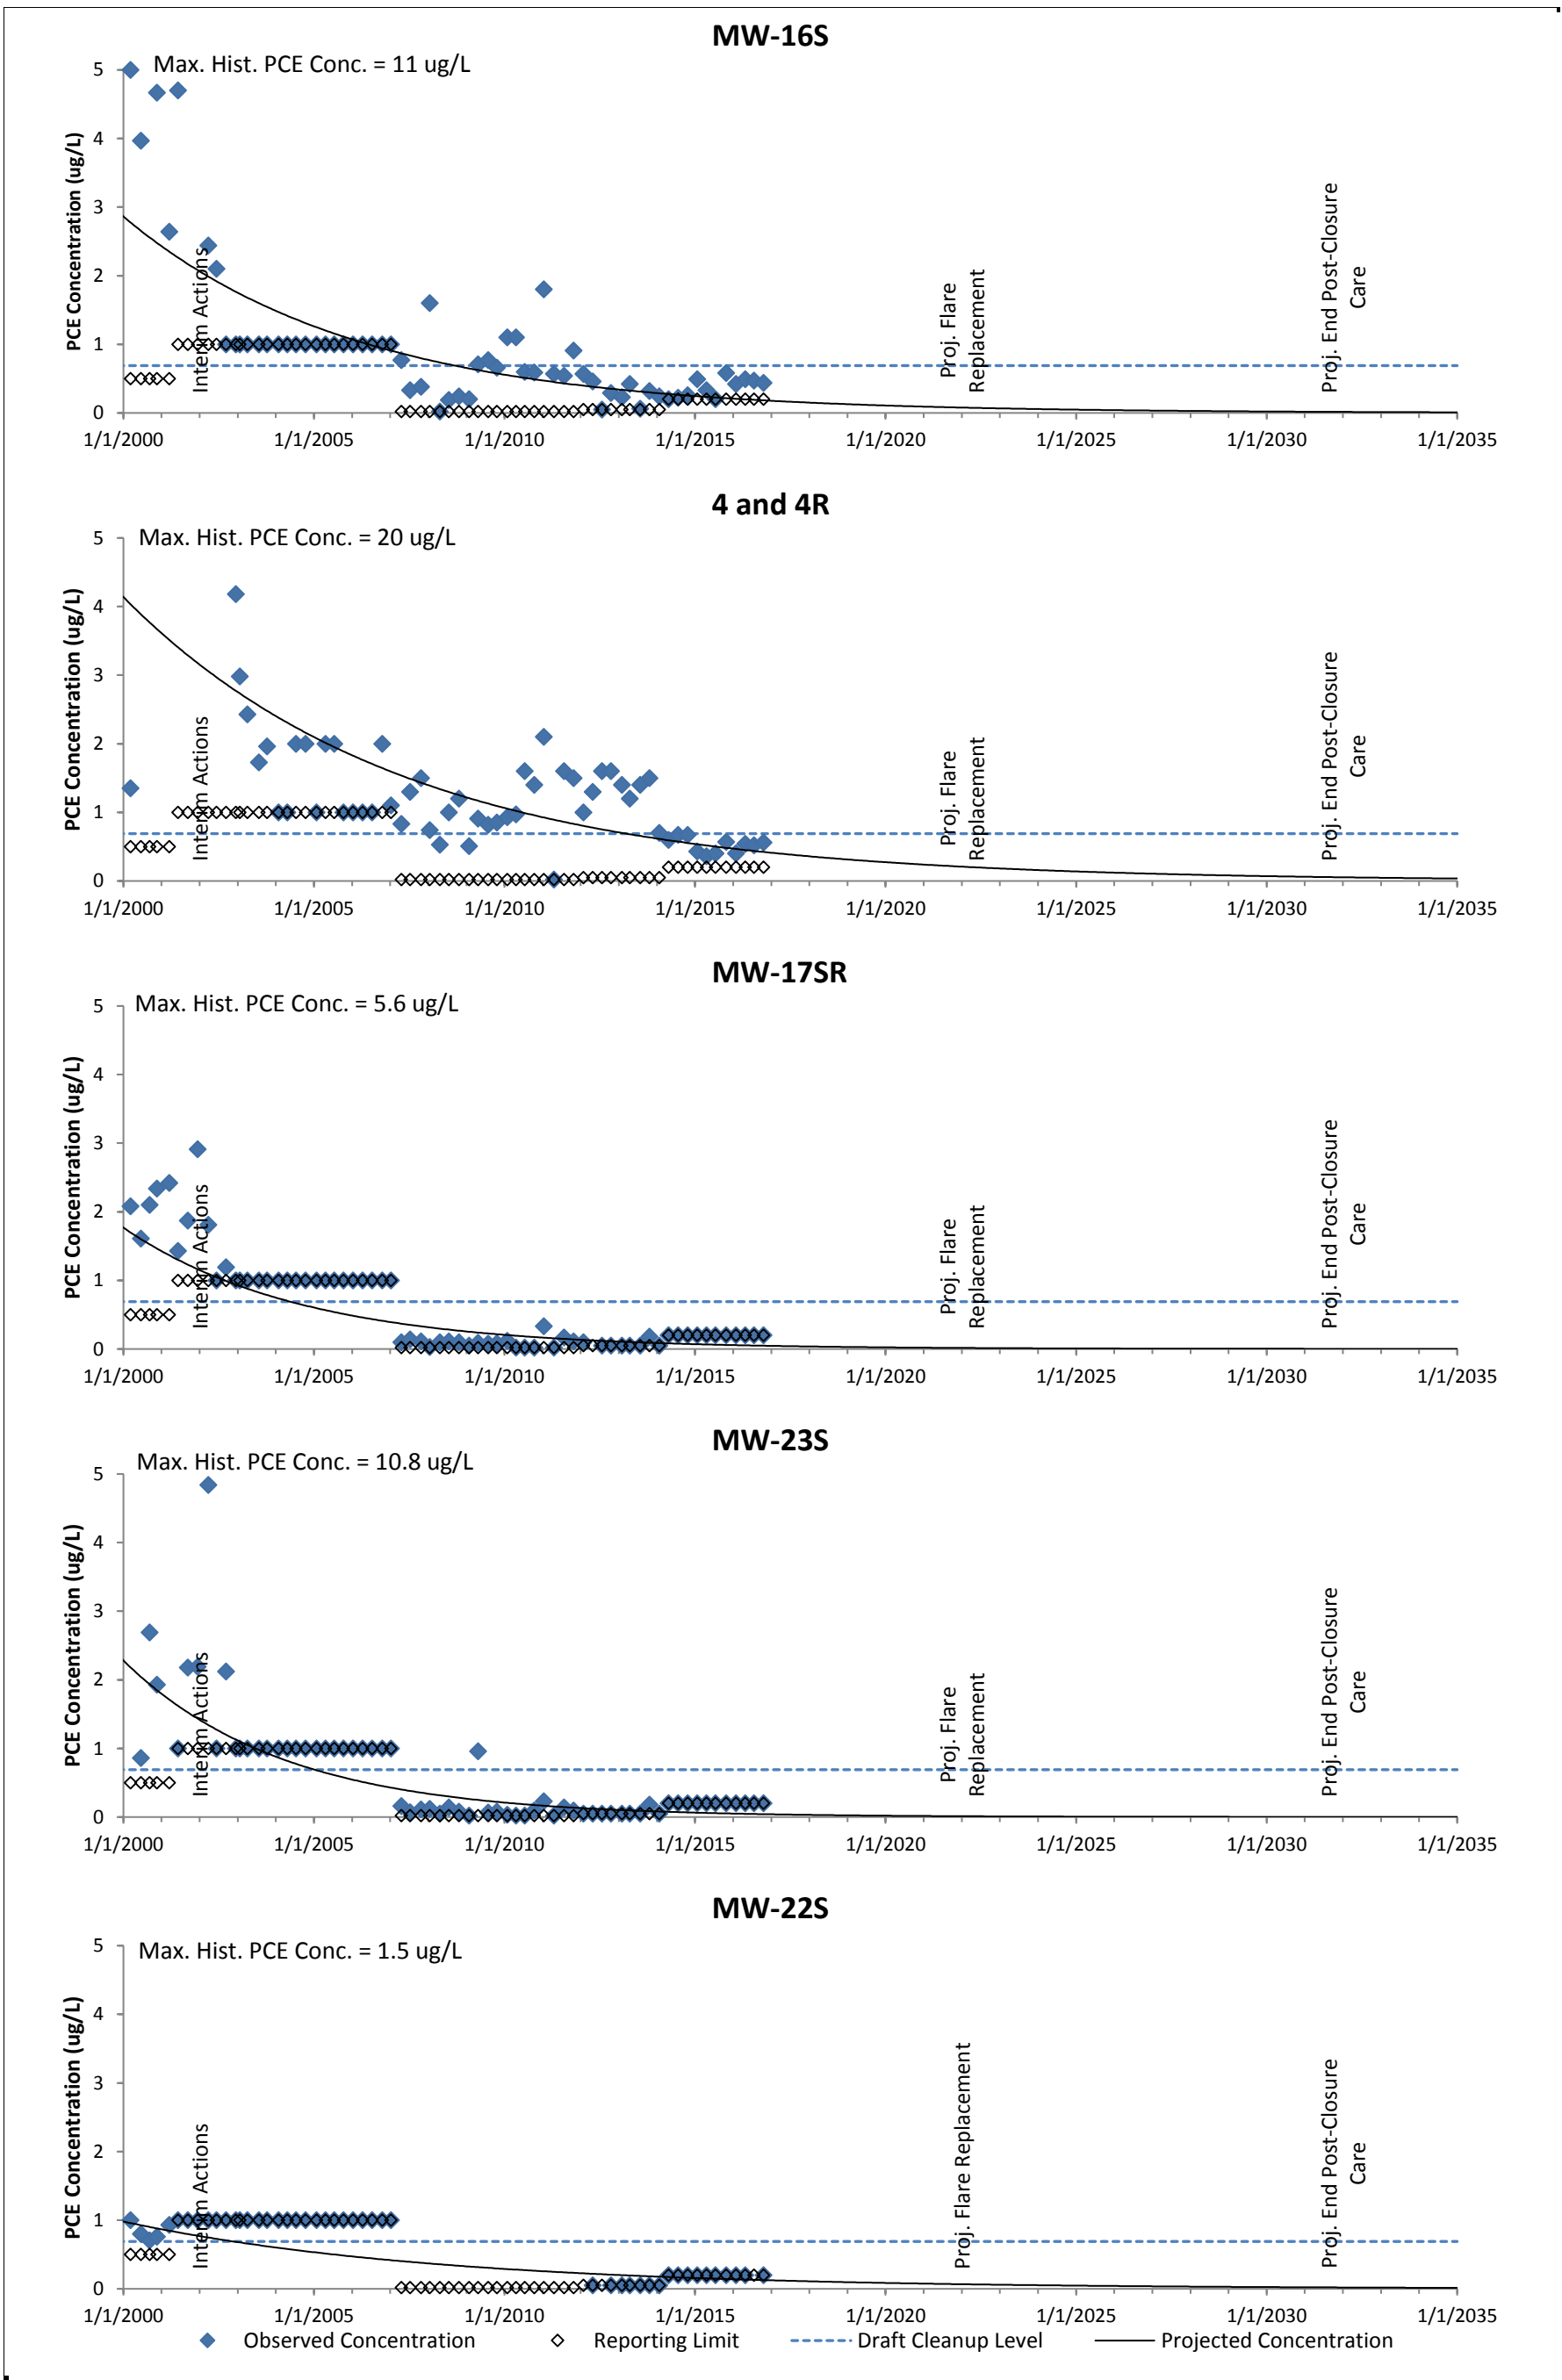 MW-16S
Max. Hist. PCE Conc. = 11 ug/L
PCE Concentration (ug/L)
5
4
3
2
1
0
Interim Actions
Proj. Flare
Replacement
Proj. End Post-Closure
Care
1/1/2000 1/1/2005 1/1/2010 1/1/2015 1/1/2020 1/1/2025 1/1/2030 1/1/2035
4 and 4R
Max. Hist. PCE Conc. = 20 ug/L
PCE Concentration (ug/L)
5
4
3
2
1
0
Interim Actions
Proj. Flare
Replacement
Proj. End Post-Closure
Care
1/1/2000 1/1/2005 1/1/2010 1/1/2015 1/1/2020 1/1/2025 1/1/2030 1/1/2035
MW-17SR
Max. Hist. PCE Conc. = 5.6 ug/L
PCE Concentration (ug/L)
5
4
3
2
1
0
Interim Actions
Proj. Flare
Replacement
Proj. End Post-Closure
Care
1/1/2000 1/1/2005 1/1/2010 1/1/2015 1/1/2020 1/1/2025 1/1/2030 1/1/2035
MW-23S
Max. Hist. PCE Conc. = 10.8 ug/L
PCE Concentration (ug/L)
5
4
3
2
1
0
Interim Actions
Proj. Flare
Replacement
Proj. End Post-Closure
Care
1/1/2000 1/1/2005 1/1/2010 1/1/2015 1/1/2020 1/1/2025 1/1/2030 1/1/2035
MW-22S
Max. Hist. PCE Conc. = 1.5 ug/L
PCE Concentration (ug/L)
5
4
3
2
1
0
Interim Actions
Proj. Flare Replacement
Proj. End Post-Closure
Care
1/1/2000 1/1/2005 1/1/2010 1/1/2015 1/1/2020 1/1/2025 1/1/2030 1/1/2035
Observed Concentration Reporting Limit Draft Cleanup Level Projected Concentration